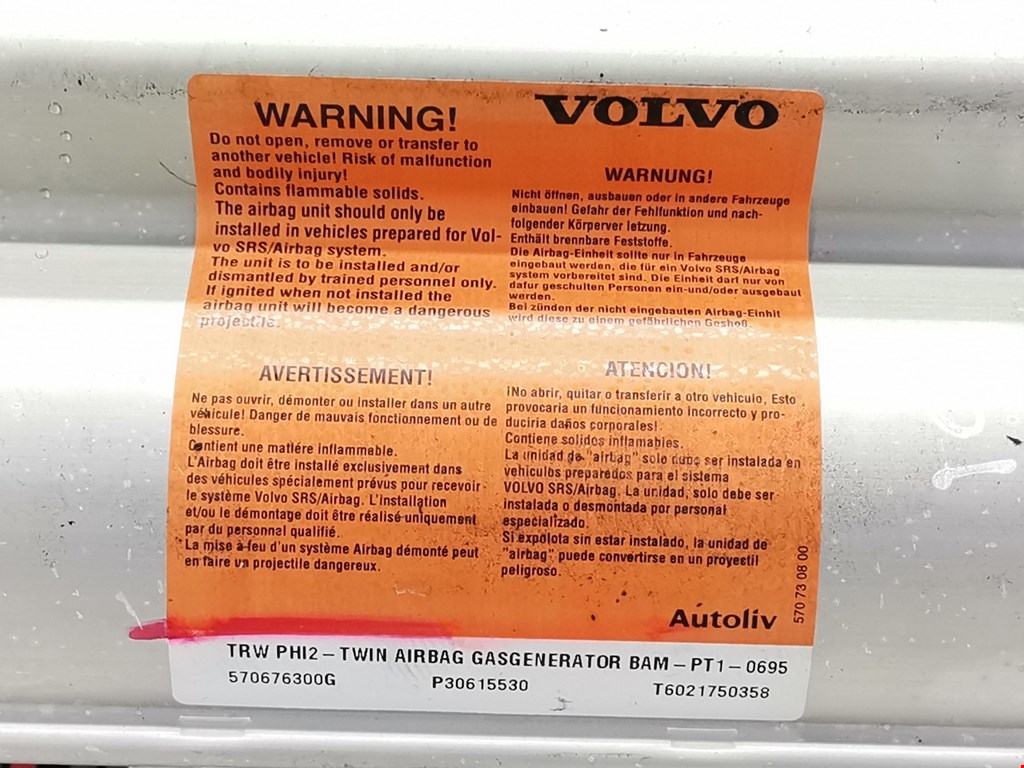 WARNING!
Do not open, remove or transfer to
another vehicle! Risk of malfunction
and bodily injury!
Contains flammable solids.
The airbag unit should only be
installed in vehicles prepared for Vol-
vo SRS/Airbag system.
The unit is to be installed and/or
dismantled by trained personnel only.
If ignited when not installed the
airbag unit will become a dangerous
projectile.
VOLVO
WARNUNG!
Nicht öffnen, ausbauen oder in andere Fahrzeuge
einbauen! Gefahr der Fehlfunktion und nach-
folgender Körperver letzung.
Enthält brennbare Feststoffe.
Die Airbag-Einheit sollte nur in Fahrzeuge
eingebaut werden, die für ein Volvo SRS/Airbag
system vorbereitet sind. Die Einheit darf nur von
dafur geschulten Personen ein-und/oder ausgebaut
werden.
Bei zünden der nicht eingebauten Airbag-Einhit
wird diese zu einem gefährlichen Geshoß.
AVERTISSEMENT!
Ne pas ouvrir, démonter ou installer dans un autre
véhicule! Danger de mauvais fonctionnement ou de
blessure.
Contient une matiére inflammable.
L'Airbag doit être installé exclusivement dans
des véhicules spécialement prévus pour recevoir
le système Volvo SRS/Airbag. L'installation
et/ou le démontage doit être réalisé uniquement
par du personnal qualifié.
La mise à feu d'un système Airbag démonté peut
en faire un projectile dangereux.
ATENCION!
¡No abrir, quitar o transferir a otro vehiculo, Esto
provocaria un funcionamiento incorrecto y pro-
duciria daños corporales!.
Contiene solidos inflamables.
La unidad de "airbag" solo debe ser instalada en
vehiculos preparedos para el sistema
VOLVO SRS/Airbag. La unidad, solo debe ser
instalada o desmontada por personal
especializado.
Si expolota sin estar instalado, la unidad de
"airbag" puede convertirse en un proyectil
peligroso.
570 73 08 00
Autoliv
TRW PHI2-TWIN AIRBAG GASGENERATOR BAM-PT1-0695
570676300G P30615530 T6021750358